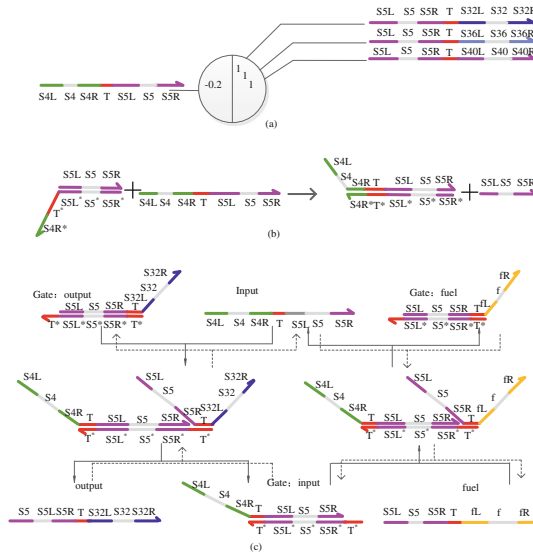 S5L S5 S5R T S32L S32 S32R
S5L S5 S5R T S36L S36 S36R
S5L S5 S5R T S40L S40 S40R
-0.2 1 1 1
S4L S4 S4R T S5L S5 S5R
(a)
S5L S5 S5R
T* S5L* S5* S5R*
S4R*
+
S4L S4 S4R T S5L S5 S5R
S4L
S4
S4R T S5L S5 S5R
S4R* T* S5L* S5* S5R*
+
S5L S5 S5R
(b)
Gate: output
S5L S5 S5R T S32L S32 S32R
T* S5L* S5* S5R* T*
Input
S4L S4 S4R T S5L S5 S5R
Gate: fuel
S5L S5 S5R T fL f fR
T* S5L* S5* S5R* T*
S4L S4 S4R T S5L S5 S5R
S5L S5 S5R T S32L S32 S32R
T* S5L* S5* S5R* T*
S4L S4 S4R T S5L S5 S5R
S5L S5 S5R T fL f fR
T* S5L* S5* S5R* T*
output
S5 S5L S5R T S32L S32 S32R
Gate: input
S4L S4 S4R T S5L S5 S5R
T* S5L* S5* S5R* T*
fuel
S5L S5 S5R T fL f fR
(c)